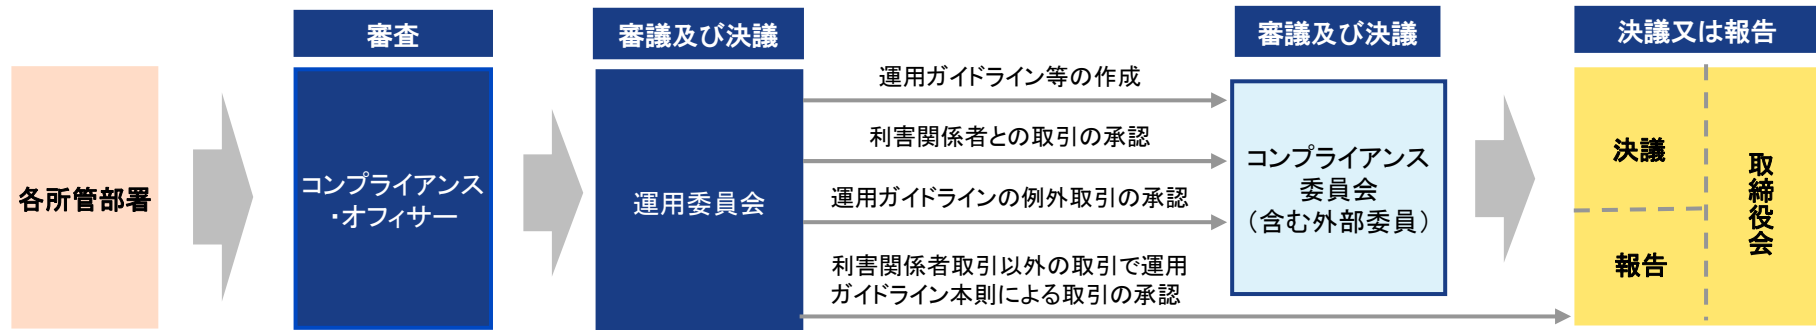 審査
審議及び決議
審議及び決議
決議又は報告
各所管部署
コンプライアンス
・オフィサー
運用委員会
運用ガイドライン等の作成
利害関係者との取引の承認
運用ガイドラインの例外取引の承認
利害関係者取引以外の取引で運用
ガイドライン本則による取引の承認
コンプライアンス
委員会
（含む外部委員）
決議
報告
取締役会